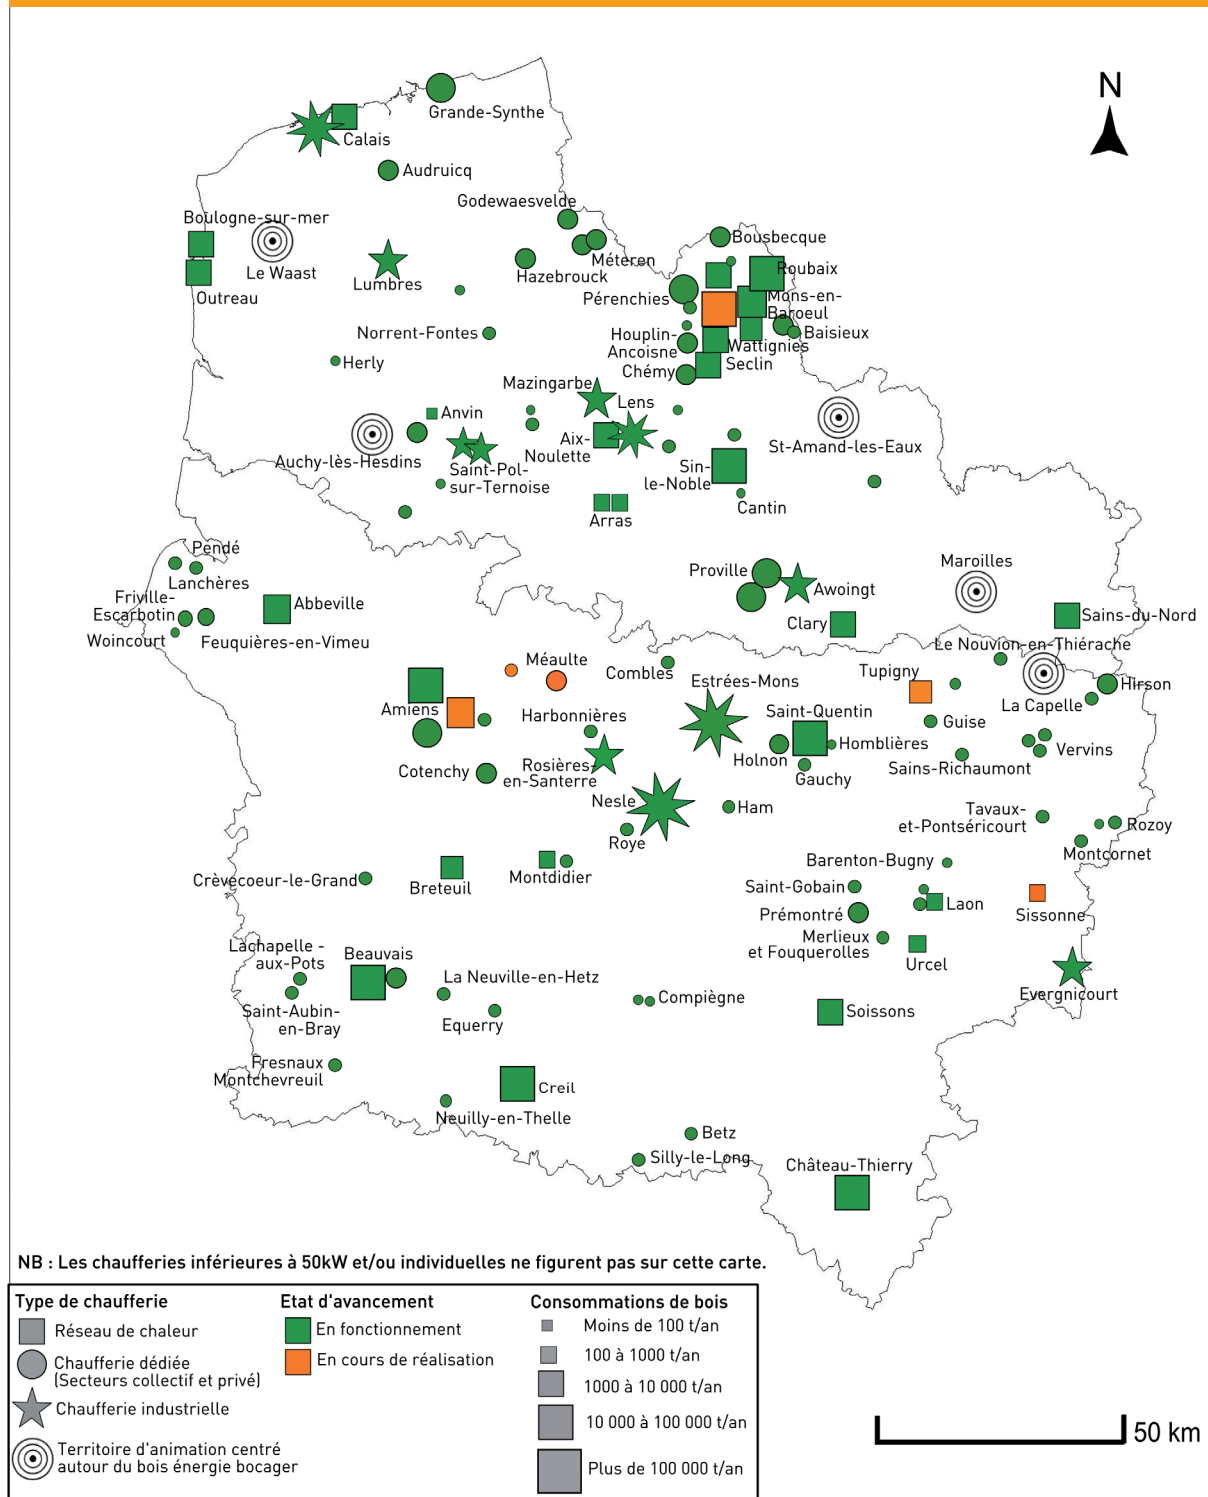 N
Grande-Synthe
Calais
Audruicq
Godewaesvelde
Boulogne-sur-mer
Bousbecque
Méteren
Le Waast
Hazebrouck
Roubaix
Lumbres
Outreau
Pérenchies
Mons-en-
Baroeul
Norrent-Fontes
Houplin-
Ancoisne
Baisieux
Wattignies
Herly
Chémy
Seclin
Mazingarbe
Lens
Anvin
Aix-
Noulette
St-Amand-les-Eaux
Auchy-lès-Hesdins
Saint-Pol-
sur-Ternoise
Sin-
le-Noble
Cantin
Arras
Pendé
Lanchères
Maroilles
Proville
Awoingt
Friville-
Escarbotin
Abbeville
Clary
Sains-du-Nord
Woincourt
Feuquières-en-Vimeu
Le Nouvion-en-Thiérache
Méaulte
Combles
Tupigny
Estrées-Mons
Hirson
Amiens
Saint-Quentin
La Capelle
Harbonnières
Guise
Homblières
Vervins
Holnon
Cotenchy
Rosières-
en-Santerre
Gauchy
Sains-Richaumont
Nesle
Ham
Tavaux-
et-Pontséricourt
Rozoy
Roye
Montcornet
Barenton-Bugny
Crèvecoeur-le-Grand
Breteuil
Montdidier
Saint-Gobain
Laon
Sissonne
Prémontré
Merlieux
et Fouquerolles
Urcel
Lachapelle -
aux-Pots
Beauvais
La Neuville-en-Hetz
Compiègne
Evergnicourt
Saint-Aubin-
en-Bray
Equerry
Soissons
Fresnaux
Montchevreuil
Creil
Neuilly-en-Thelle
Betz
Silly-le-Long
Château-Thierry
NB : Les chaufferies inférieures à 50kW et/ou individuelles ne figurent pas sur cette carte.
Type de chaufferie
Réseau de chaleur
Chaufferie dédiée
(Secteurs collectif et privé)
Chaufferie industrielle
Territoire d'animation centré
autour du bois énergie bocager
Etat d'avancement
En fonctionnement
En cours de réalisation
Consommations de bois
Moins de 100 t/an
100 à 1000 t/an
1000 à 10 000 t/an
10 000 à 100 000 t/an
Plus de 100 000 t/an
50 km